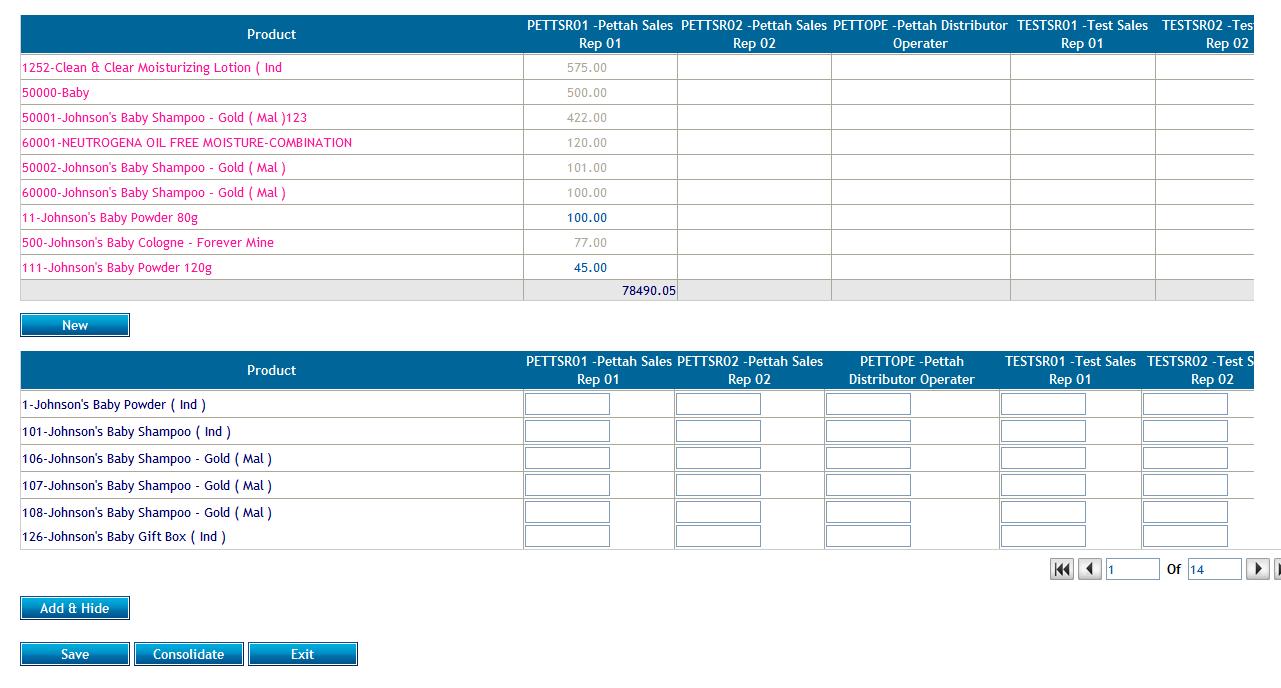 Product PETTSR01 -Pettah Sales PETTSR02 -Pettah Sales PETTOPE -Pettah Distributor TESTSR01 -Test Sales TESTSR02 -Test
Rep 01 Rep 02 Operater Rep 01 Rep 02
1252-Clean & Clear Moisturizing Lotion ( Ind 575.00
50000-Baby 500.00
50001-Johnson's Baby Shampoo - Gold ( Mal )123 422.00
60001-NEUTROGENA OIL FREE MOISTURE-COMBINATION 120.00
50002-Johnson's Baby Shampoo - Gold ( Mal ) 101.00
60000-Johnson's Baby Shampoo - Gold ( Mal ) 100.00
11-Johnson's Baby Powder 80g 100.00
500-Johnson's Baby Cologne - Forever Mine 77.00
111-Johnson's Baby Powder 120g 45.00
78490.05
New
Product PETTSR01 -Pettah Sales PETTSR02 -Pettah Sales PETTOPE -Pettah TESTSR01 -Test Sales TESTSR02 -Test S
Rep 01 Rep 02 Distributor Operater Rep 01 Rep 02
1-Johnson's Baby Powder ( Ind )
101-Johnson's Baby Shampoo ( Ind )
106-Johnson's Baby Shampoo - Gold ( Mal )
107-Johnson's Baby Shampoo - Gold ( Mal )
108-Johnson's Baby Shampoo - Gold ( Mal )
126-Johnson's Baby Gift Box ( Ind )
1 Of 14
Add & Hide
Save Consolidate Exit